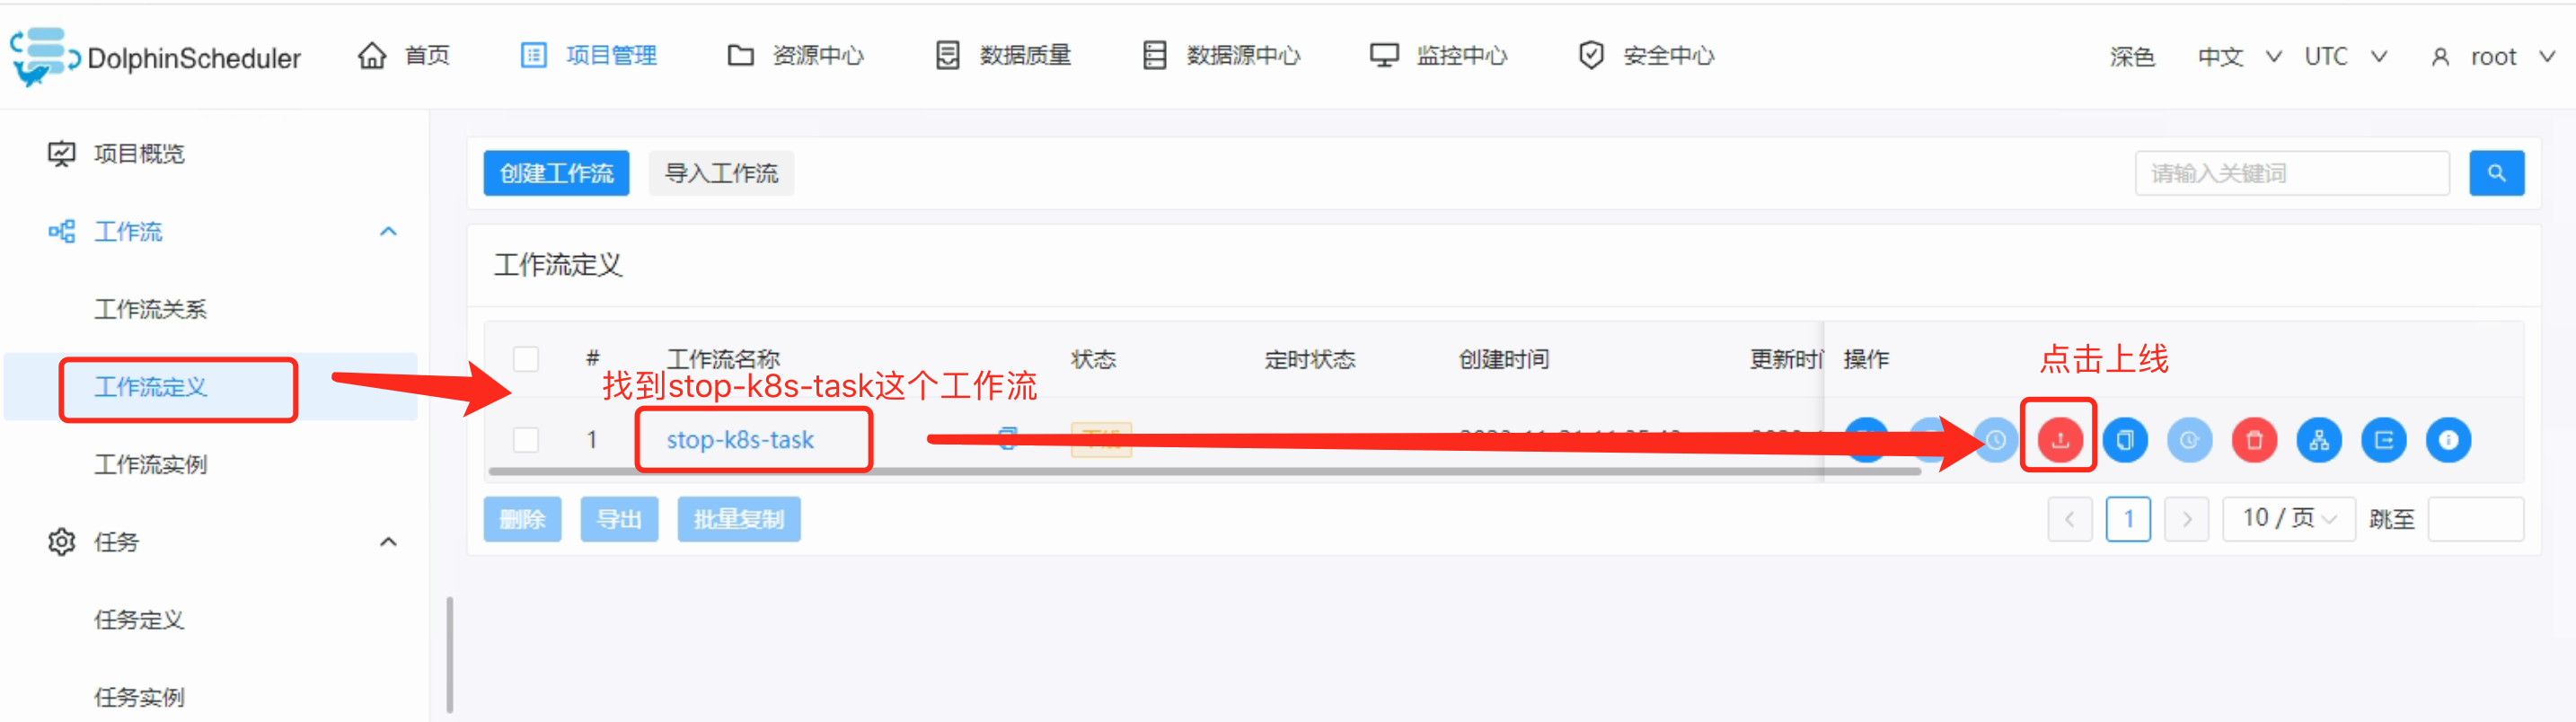 DolphinScheduler 首页 项目管理 资源中心 数据质量 数据源中心 监控中心 安全中心 深色 中文 UTC root
项目概览
工作流
工作流关系
工作流定义
工作流实例
任务
任务定义
任务实例
创建工作流 导入工作流 请输入关键词
工作流定义
# 工作流名称 状态 定时状态 创建时间 更新时 操作
点击上线
找到stop-k8s-task这个工作流
1 stop-k8s-task
删除 导出 批量复制 1 10 / 页 跳至